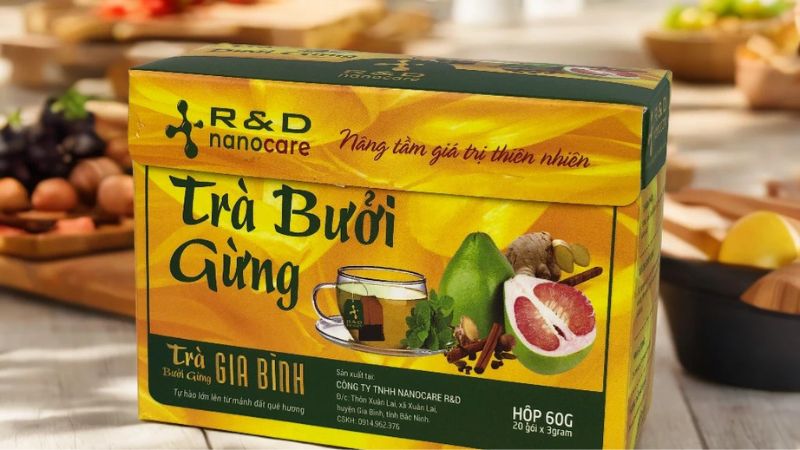 R&D
nanocare
R&D
nanocare
Nâng tầm giá trị thiên nhiên
Trà Bưởi
Gừng
R&D
Trà
Bưởi Gừng
GIA BÌNH
Tự hào lớn lên từ mảnh đất quê hương
Sản xuất tại:
CÔNG TY TNHH NANOCARE R&D
Đ/c: Thôn Xuân Lai, xã Xuân Lai,
huyện Gia Bình, tỉnh Bắc Ninh.
CSKH: 0914.962.376
HỘP 60G
20 gói x 3gram